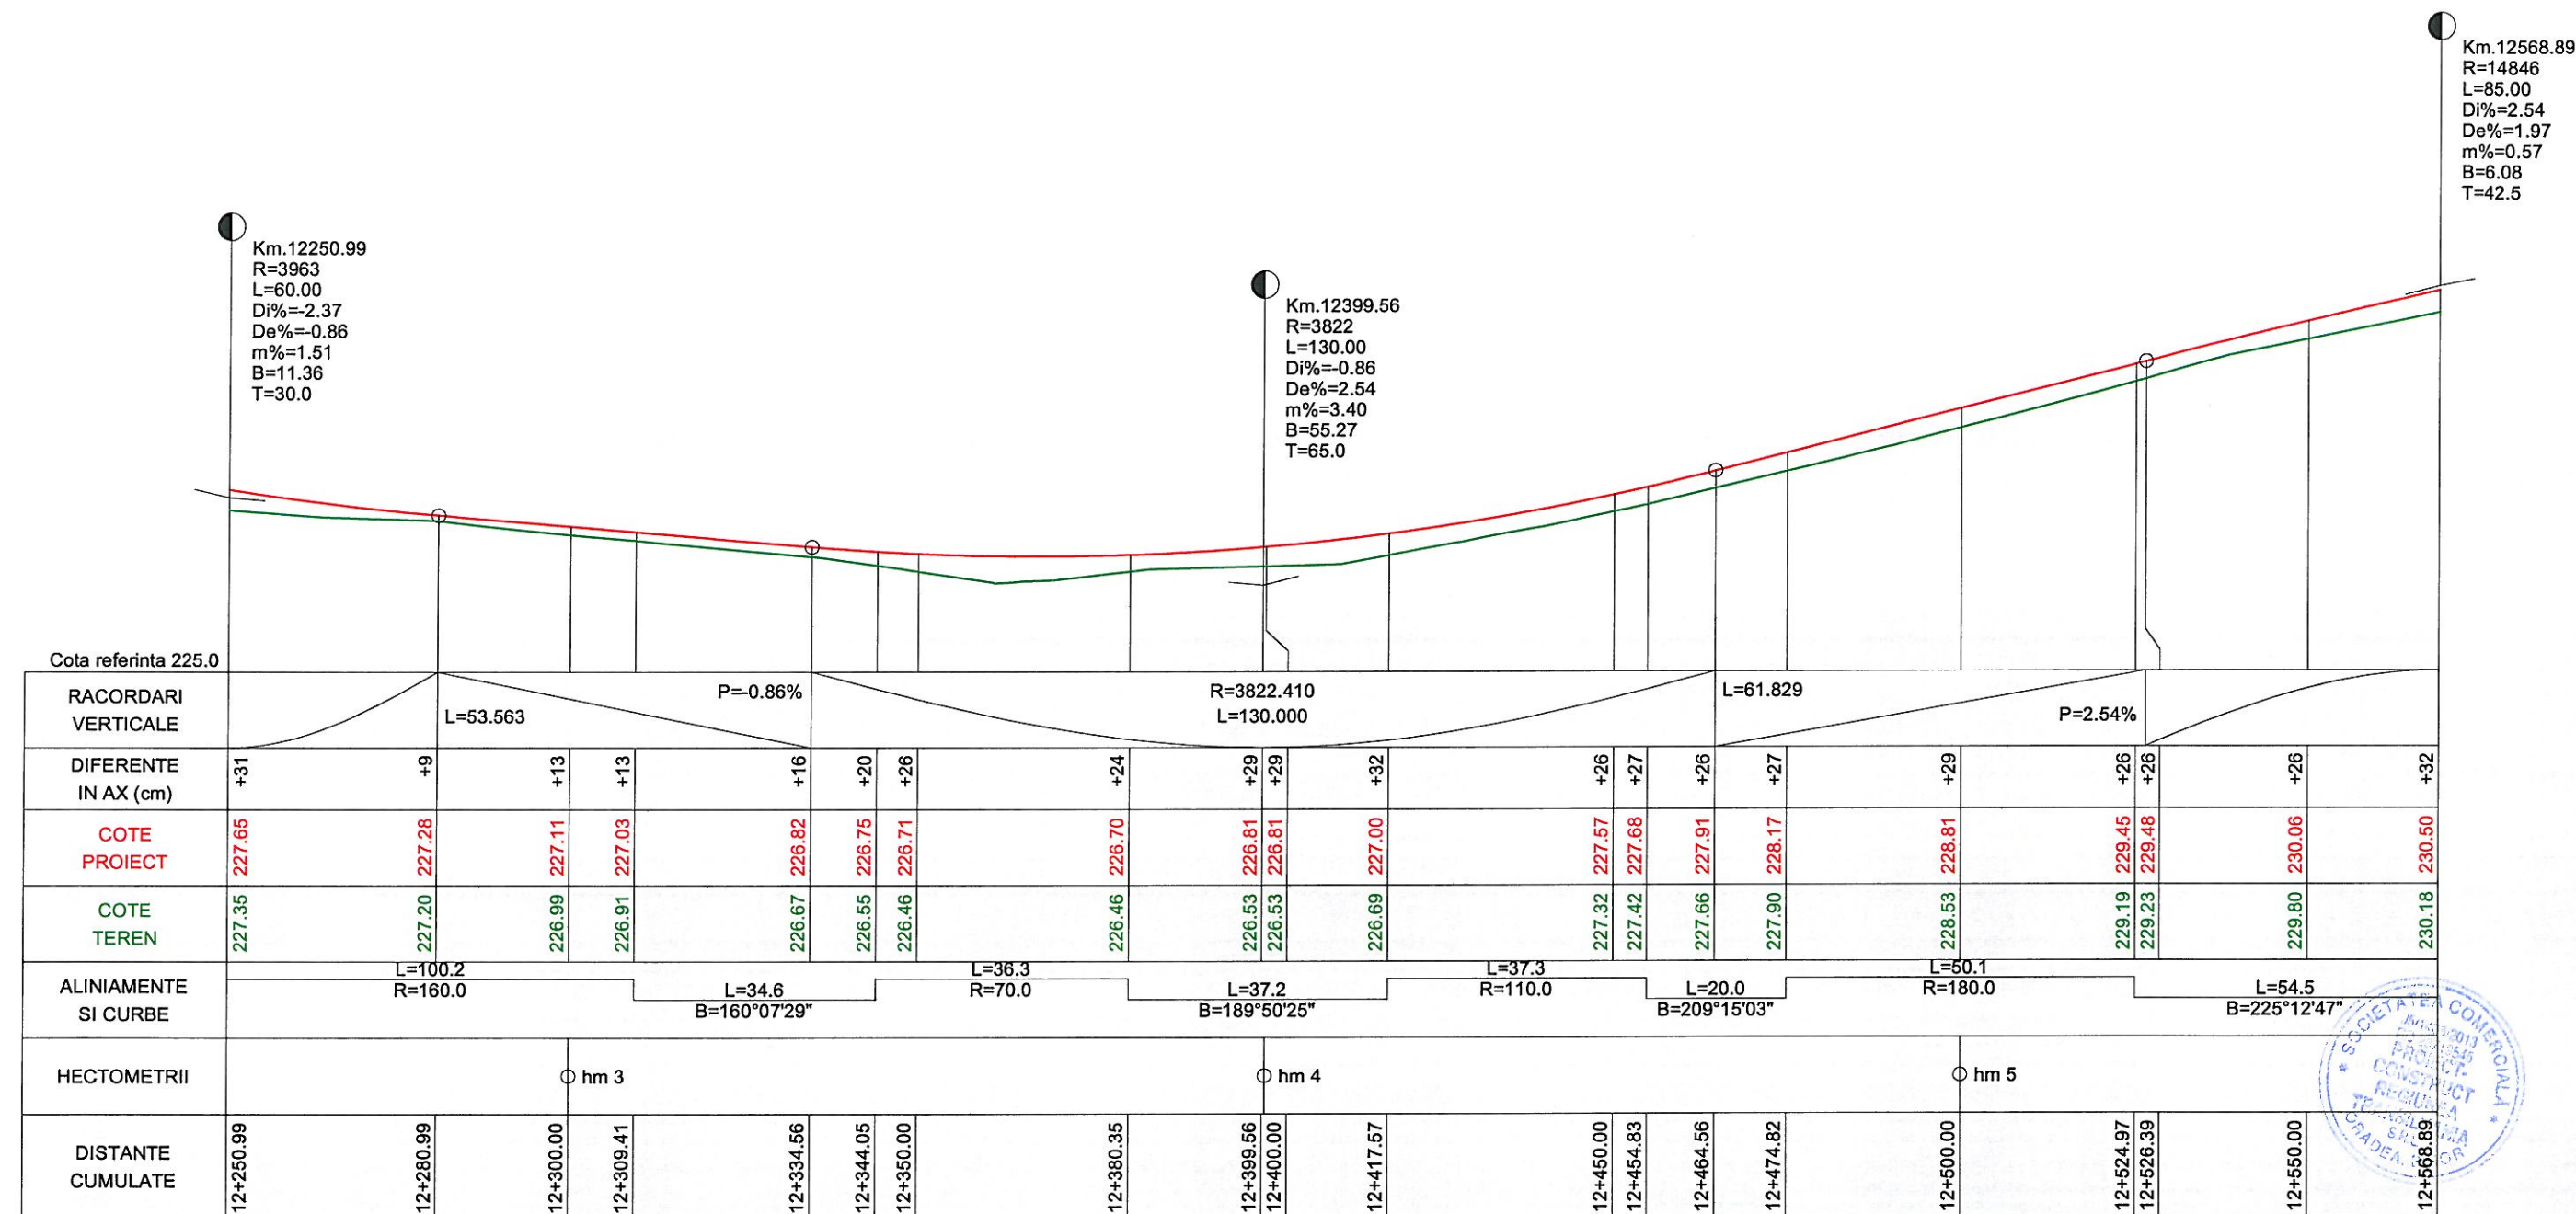 Km.12568.89
R=14846
L=85.00
Di%=2.54
De%=1.97
m%=0.57
B=6.08
T=42.5
Km.12250.99
R=3963
L=60.00
Di%=-2.37
De%=-0.86
m%=1.51
B=11.36
T=30.0
Km.12399.56
R=3822
L=130.00
Di%=-0.86
De%=2.54
m%=3.40
B=55.27
T=65.0
Cota referinta 225.0
RACORDARI
VERTICALE
L=53.563
P=-0.86%
R=3822.410
L=130.000
L=61.829
P=2.54%
DIFERENTE
IN AX (cm)
+31 +9 +13 +13 +16 +20 +26 +24 +29 +29 +32 +26 +27 +26 +27 +29 +26 +26 +26 +32
COTE
PROIECT
227.65 227.28 227.11 227.03 226.82 226.75 226.71 226.70 226.81 226.81 227.00 227.57 227.68 227.91 228.17 228.81 229.45 229.48 230.06 230.50
COTE
TEREN
227.35 227.20 226.99 226.91 226.67 226.55 226.46 226.46 226.53 226.53 226.69 227.32 227.42 227.66 227.90 228.53 229.19 229.23 229.80 230.18
ALINIAMENTE
SI CURBE
L=100.2
R=160.0
L=34.6
B=160°07'29"
L=36.3
R=70.0
L=37.2
B=189°50'25"
L=37.3
R=110.0
L=20.0
B=209°15'03"
L=50.1
R=180.0
L=54.5
B=225°12'47"
HECTOMETRII
hm 3
hm 4
hm 5
DISTANTE
CUMULATE
12+250.99 12+280.99 12+300.00 12+309.41 12+334.56 12+344.05 12+350.00 12+380.35 12+399.56 12+400.00 12+417.57 12+450.00 12+454.83 12+464.56 12+474.82 12+500.00 12+524.97 12+526.39 12+550.00 12+568.89
* SOCIETATEA COMERCIALA *
PROIECT-
CONSTRUCT
REGIUNEA
TRANSILVANIA
ORADEA